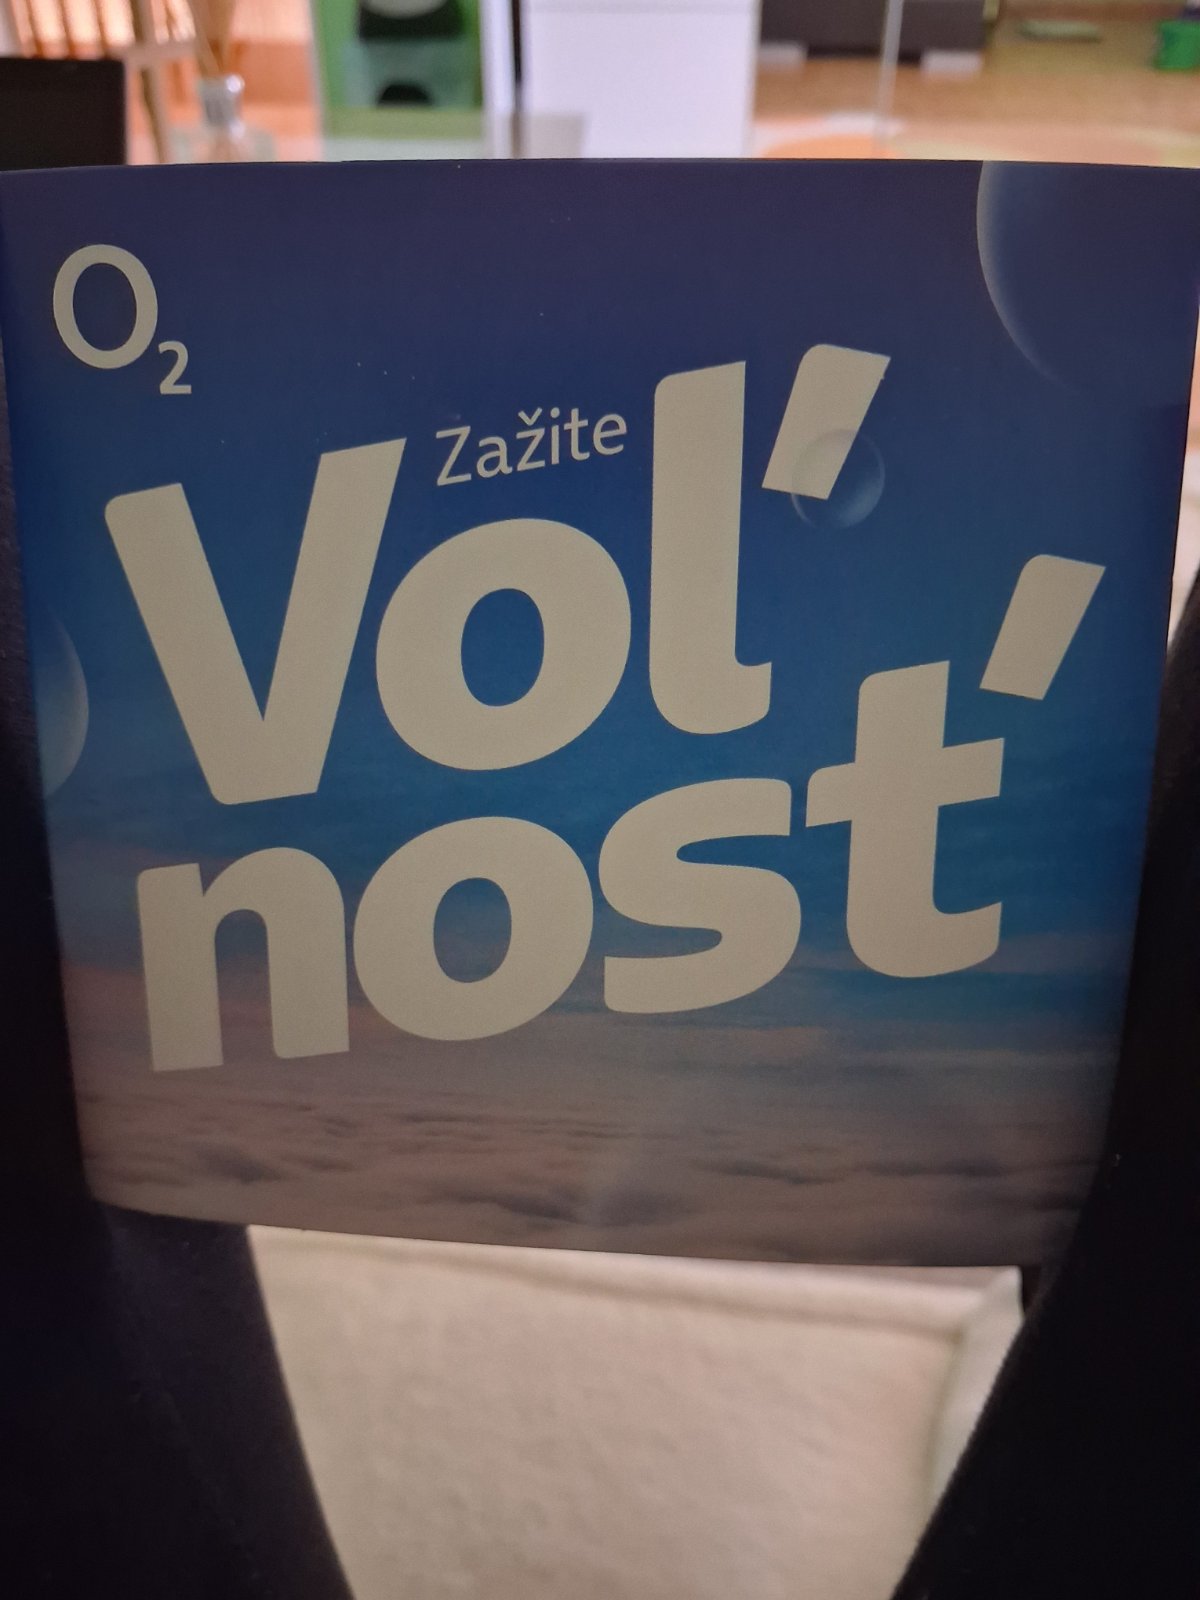 O2
Zažite
Voľ
nosť